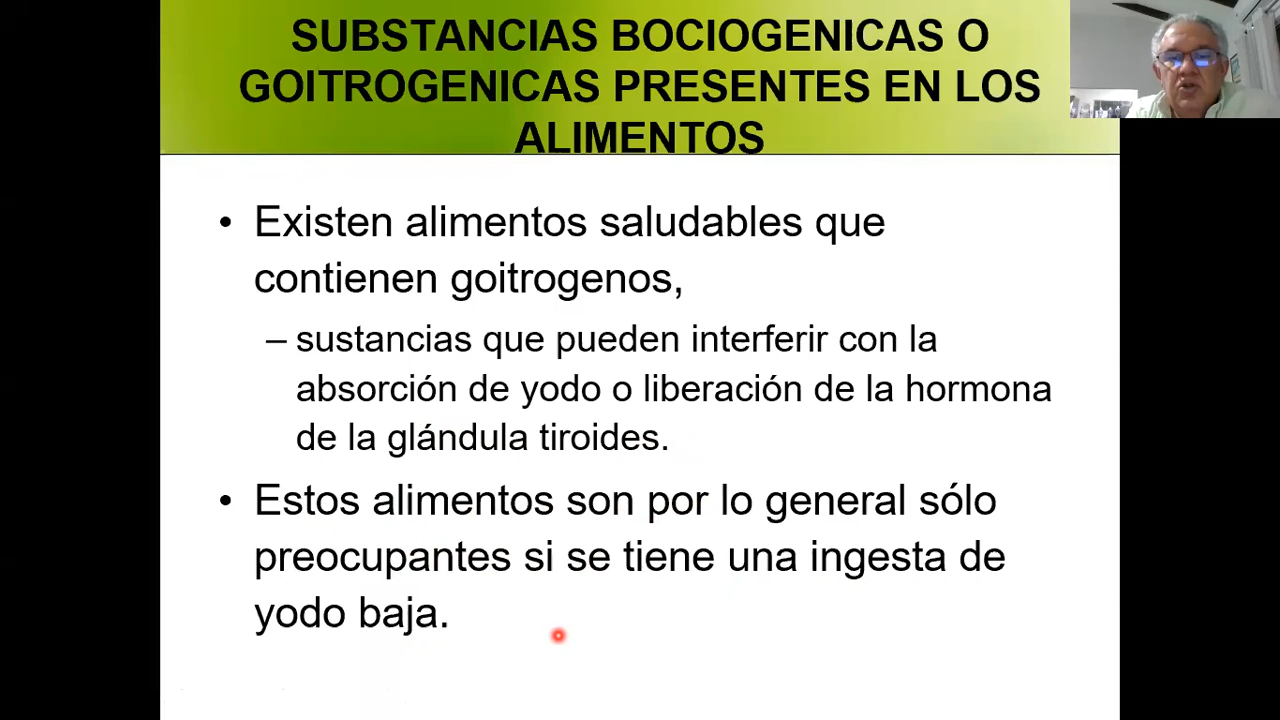 SUBSTANCIAS BOCIOGENICAS O
GOITROGENICAS PRESENTES EN LOS
ALIMENTOS
• Existen alimentos saludables que
contienen goitrogenos,
– sustancias que pueden interferir con la
absorción de yodo o liberación de la hormona
de la glándula tiroides.
• Estos alimentos son por lo general sólo
preocupantes si se tiene una ingesta de
yodo baja.